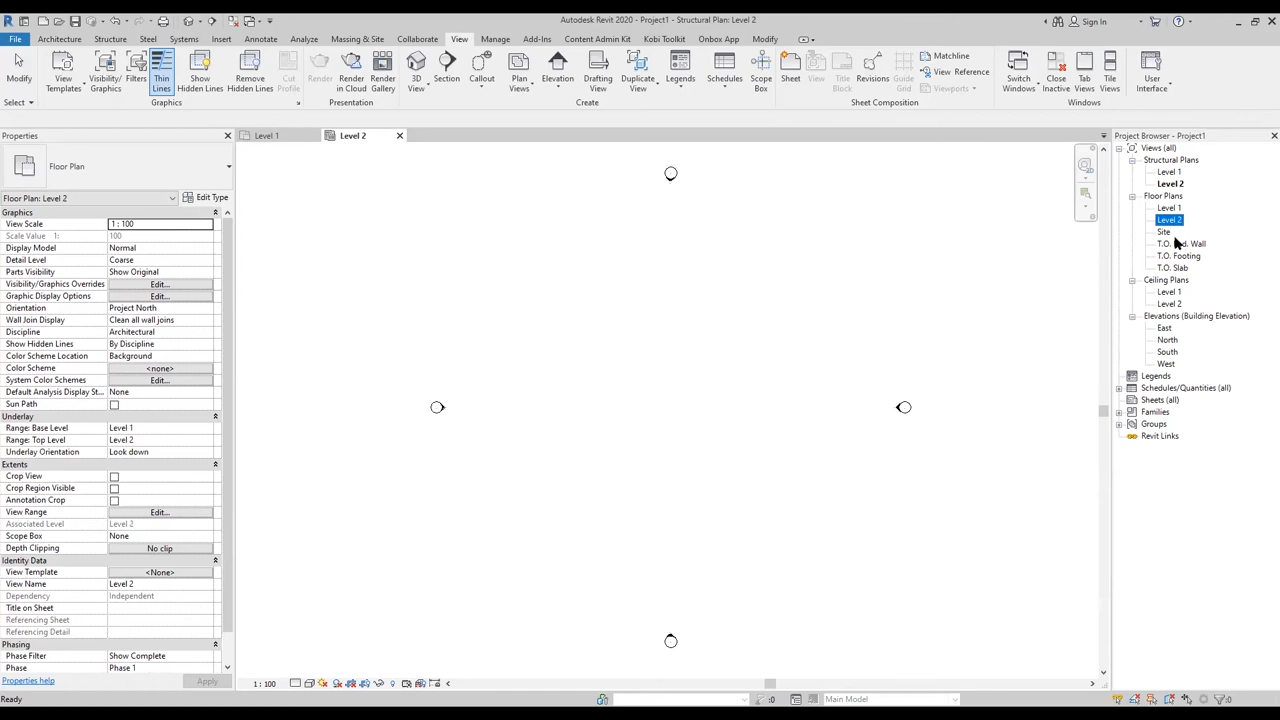 Autodesk Revit 2020 - Project1 - Structural Plan: Level 2
Sign In
File Architecture Structure Steel Systems Insert Annotate Analyze Massing & Site Collaborate View Manage Add-Ins Content Admin Kit Kobi Toolkit Onbox App Modify
Modify
View Templates
Visibility/ Graphics
Filters
Thin Lines
Show Hidden Lines
Remove Hidden Lines
Cut Profile
Render
Render in Cloud
Render Gallery
3D View
Section
Callout
Plan Views
Elevation
Drafting View
Duplicate View
Legends
Schedules
Scope Box
Sheet
View
Title Block
Revisions
Guide Grid
Matchline
View Reference
Viewports
Switch Windows
Close Inactive
Tab Views
Tile Views
User Interface
Select Graphics Presentation Create Sheet Composition Windows
Properties
Level 1
Level 2
Project Browser - Project1
Floor Plan
Floor Plan: Level 2
Edit Type
Graphics
View Scale 1 : 100
Scale Value 1: 100
Display Model Normal
Detail Level Coarse
Parts Visibility Show Original
Visibility/Graphics Overrides Edit...
Graphic Display Options Edit...
Orientation Project North
Wall Join Display Clean all wall joins
Discipline Architectural
Show Hidden Lines By Discipline
Color Scheme Location Background
Color Scheme <none>
System Color Schemes Edit...
Default Analysis Display St... None
Sun Path
Underlay
Range: Base Level Level 1
Range: Top Level Level 2
Underlay Orientation Look down
Extents
Crop View
Crop Region Visible
Annotation Crop
View Range Edit...
Associated Level Level 2
Scope Box None
Depth Clipping No clip
Identity Data
View Template <None>
View Name Level 2
Dependency Independent
Title on Sheet
Referencing Sheet
Referencing Detail
Phasing
Phase Filter Show Complete
Phase Phase 1
Properties help
Apply
Views (all)
Structural Plans
Level 1
Level 2
Floor Plans
Level 1
Level 2
Site
T.O. Wall
T.O. Footing
T.O. Slab
Ceiling Plans
Level 1
Level 2
Elevations (Building Elevation)
East
North
South
West
Legends
Schedules/Quantities (all)
Sheets (all)
Families
Groups
Revit Links
1 : 100
Ready
:0
Main Model
:0